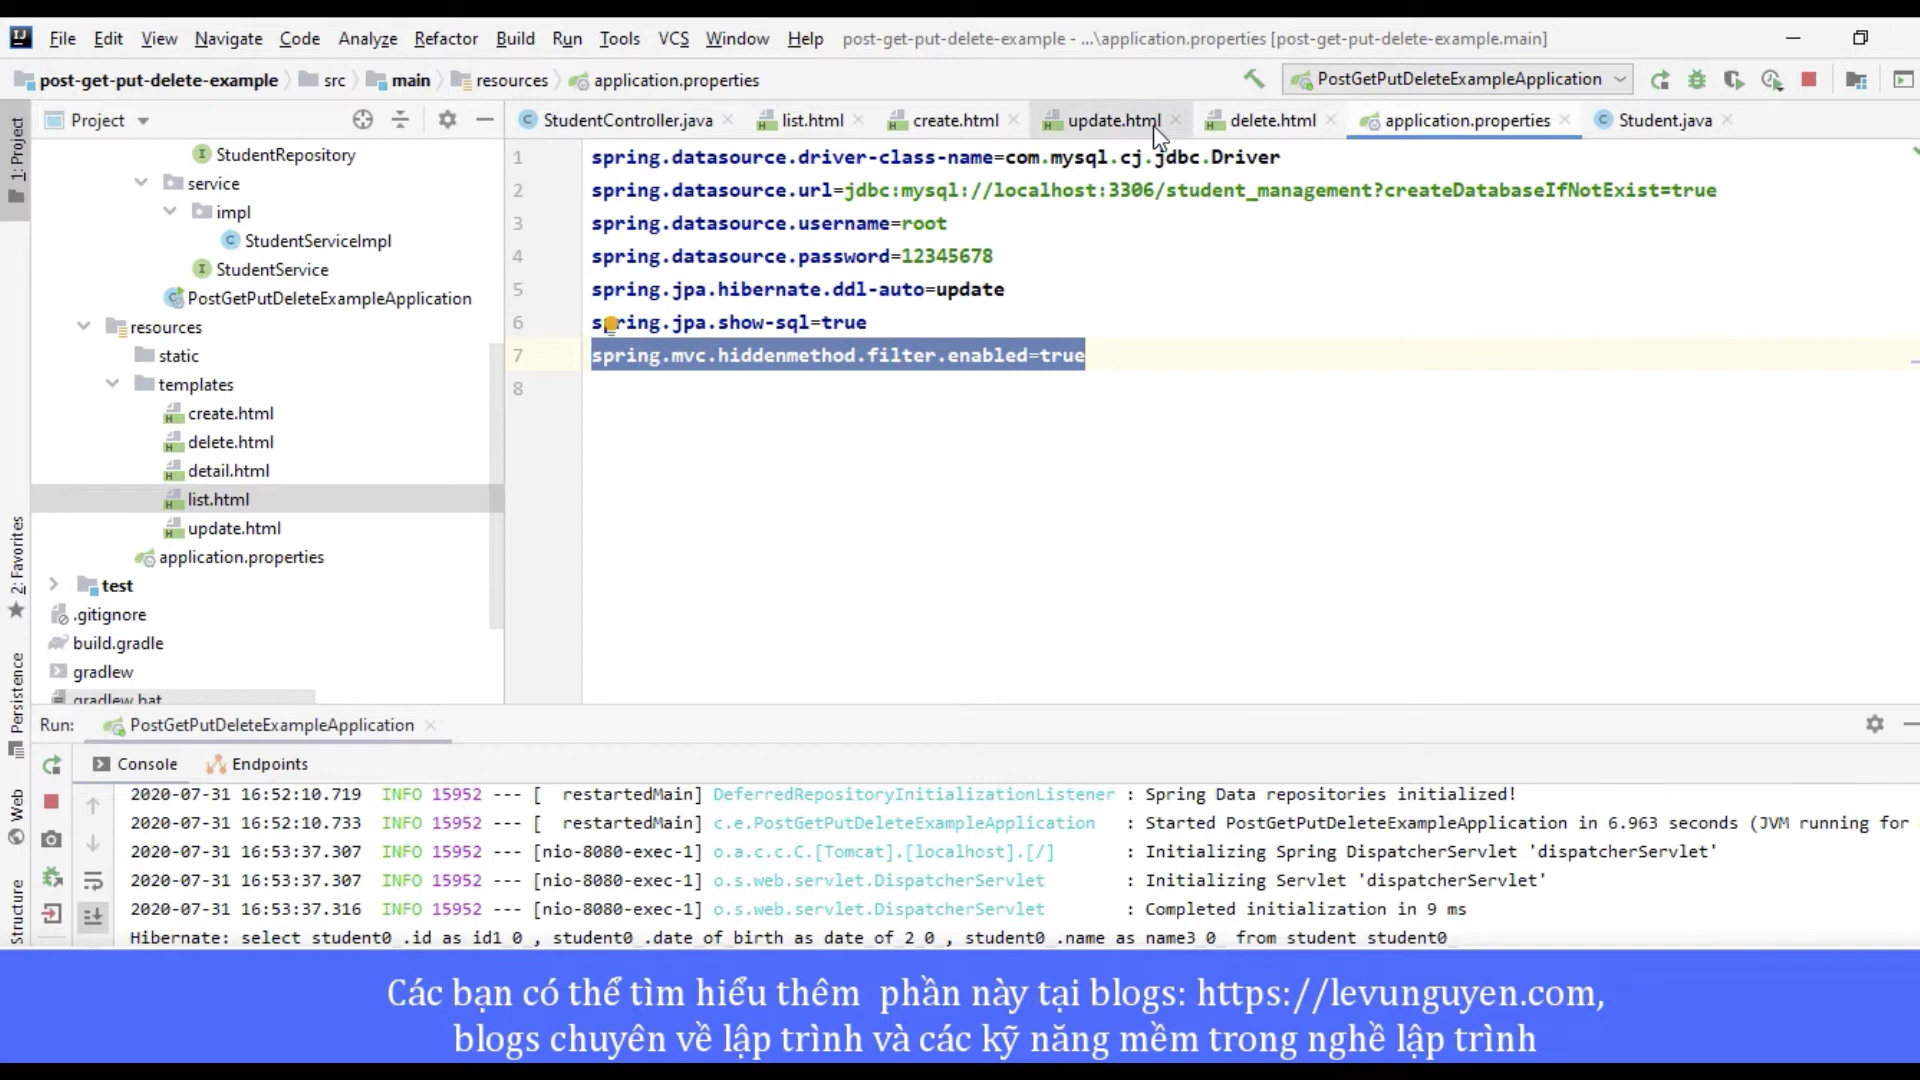 File Edit View Navigate Code Analyze Refactor Build Run Tools VCS Window Help post-get-put-delete-example - ...\application.properties [post-get-put-delete-example.main]
post-get-put-delete-example src main resources application.properties PostGetPutDeleteExampleApplication
Project StudentController.java list.html create.html update.html delete.html application.properties Student.java
1: Project
2: Favorites
Persistence
Web
Structure
StudentRepository
service
impl
StudentServiceImpl
StudentService
PostGetPutDeleteExampleApplication
resources
static
templates
create.html
delete.html
detail.html
list.html
update.html
application.properties
test
.gitignore
build.gradle
gradlew
gradlew.bat
1 spring.datasource.driver-class-name=com.mysql.cj.jdbc.Driver
2 spring.datasource.url=jdbc:mysql://localhost:3306/student_management?createDatabaseIfNotExist=true
3 spring.datasource.username=root
4 spring.datasource.password=12345678
5 spring.jpa.hibernate.ddl-auto=update
6 spring.jpa.show-sql=true
7 spring.mvc.hiddenmethod.filter.enabled=true
8
Run: PostGetPutDeleteExampleApplication
Console Endpoints
2020-07-31 16:52:10.719 INFO 15952 --- [ restartedMain] DeferredRepositoryInitializationListener : Spring Data repositories initialized!
2020-07-31 16:52:10.733 INFO 15952 --- [ restartedMain] c.e.PostGetPutDeleteExampleApplication : Started PostGetPutDeleteExampleApplication in 6.963 seconds (JVM running for
2020-07-31 16:53:37.307 INFO 15952 --- [nio-8080-exec-1] o.a.c.c.C.[Tomcat].[localhost].[/] : Initializing Spring DispatcherServlet 'dispatcherServlet'
2020-07-31 16:53:37.307 INFO 15952 --- [nio-8080-exec-1] o.s.web.servlet.DispatcherServlet : Initializing Servlet 'dispatcherServlet'
2020-07-31 16:53:37.316 INFO 15952 --- [nio-8080-exec-1] o.s.web.servlet.DispatcherServlet : Completed initialization in 9 ms
Hibernate: select student0_.id as id1_0_, student0_.date_of_birth as date_of_2_0_, student0_.name as name3_0_ from student student0_
Các bạn có thể tìm hiểu thêm phần này tại blogs: https://levunguyen.com,
blogs chuyên về lập trình và các kỹ năng mềm trong nghề lập trình